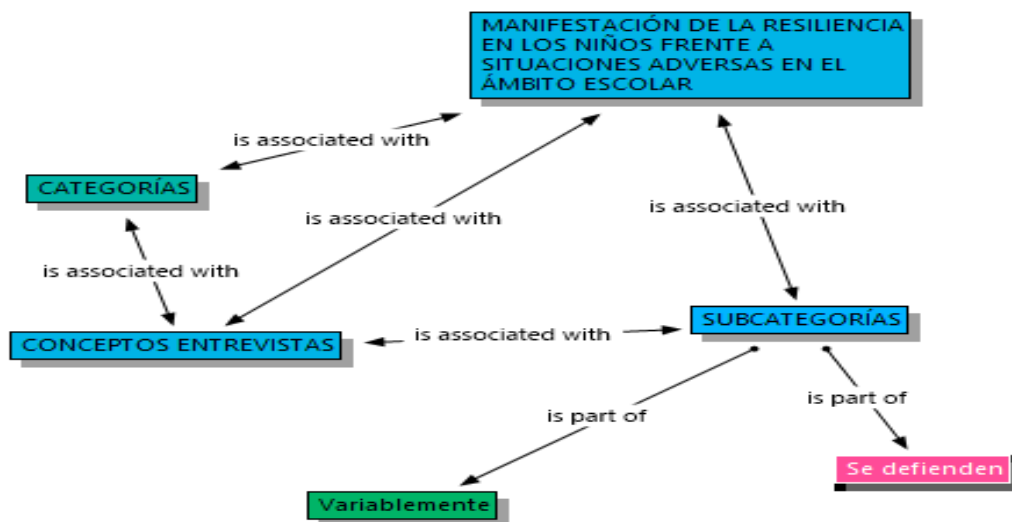 MANIFESTACIÓN DE LA RESILIENCIA
EN LOS NIÑOS FRENTE A
SITUACIONES ADVERSAS EN EL
ÁMBITO ESCOLAR
is associated with
CATEGORÍAS
is associated with
is associated with
is associated with
CONCEPTOS ENTREVISTAS
is associated with
SUBCATEGORÍAS
is part of
is part of
Se defienden
Variablemente